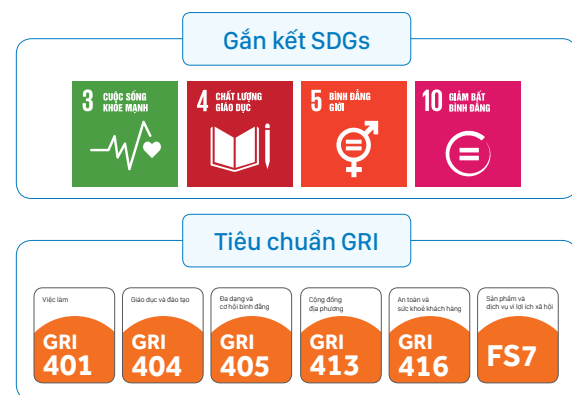 Gắn kết SDGs
3 CUỘC SỐNG
KHỎE MẠNH
4 CHẤT LƯỢNG
GIÁO DỤC
5 BÌNH ĐẲNG
GIỚI
10 GIẢM BẤT
BÌNH ĐẲNG
Tiêu chuẩn GRI
Việc làm
GRI
401
Giáo dục và đào tạo
GRI
404
Đa dạng và
cơ hội bình đẳng
GRI
405
Cộng đồng
địa phương
GRI
413
An toàn và
sức khoẻ khách hàng
GRI
416
Sản phẩm và
dịch vụ vì lợi ích xã hội
FS7